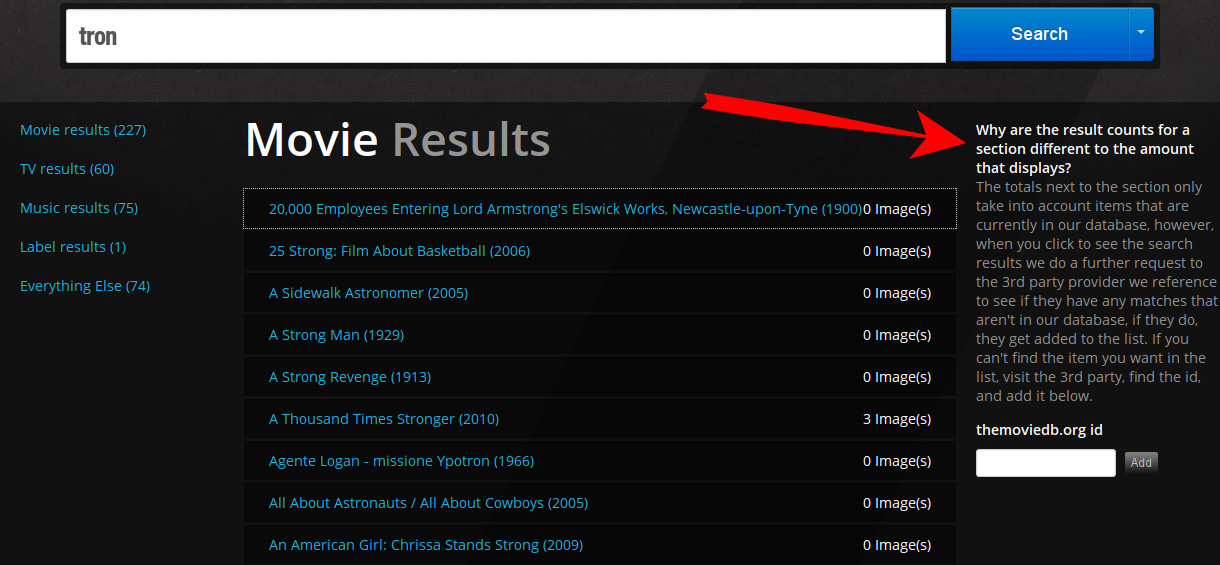 tron
Search
Movie results (227)
TV results (60)
Music results (75)
Label results (1)
Everything Else (74)
Movie Results
20,000 Employees Entering Lord Armstrong's Elswick Works, Newcastle-upon-Tyne (1900)0 Image(s)
25 Strong: Film About Basketball (2006) 0 Image(s)
A Sidewalk Astronomer (2005) 0 Image(s)
A Strong Man (1929) 0 Image(s)
A Strong Revenge (1913) 0 Image(s)
A Thousand Times Stronger (2010) 3 Image(s)
Agente Logan - missione Ypotron (1966) 0 Image(s)
All About Astronauts / All About Cowboys (2005) 0 Image(s)
An American Girl: Chrissa Stands Strong (2009) 0 Image(s)
Why are the result counts for a
section different to the amount
that displays?
The totals next to the section only
take into account items that are
currently in our database, however,
when you click to see the search
results we do a further request to
the 3rd party provider we reference
to see if they have any matches that
aren't in our database, if they do,
they get added to the list. If you
can't find the item you want in the
list, visit the 3rd party, find the id,
and add it below.
themoviedb.org id
Add